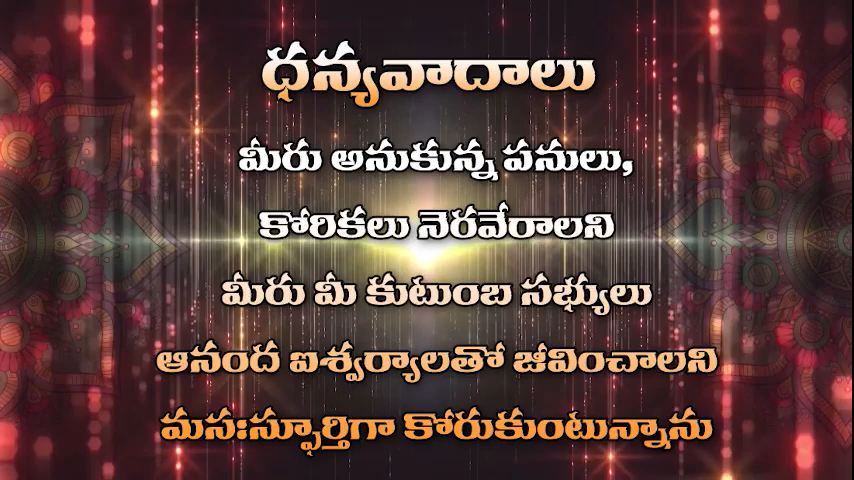 ధన్యవాదాలు
మీరు అనుకున్న పనులు,
కోరికలు నెరవేరాలని
మీరు మీ కుటుంబ సభ్యులు
ఆనంద ఐశ్వర్యాలతో జీవించాలని
మనఃస్ఫూర్తిగా కోరుకుంటున్నాను